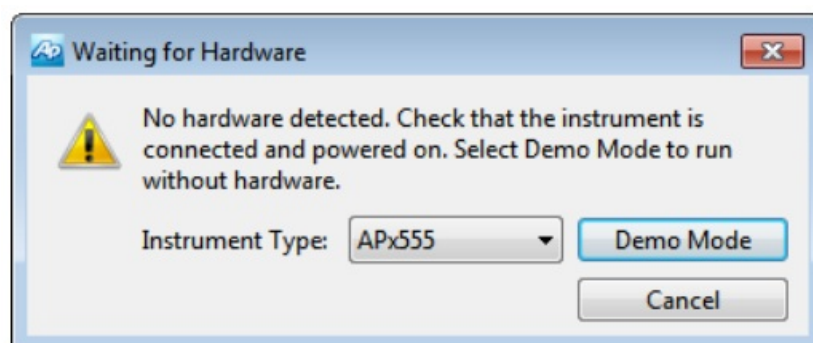 Ap Waiting for Hardware
No hardware detected. Check that the instrument is
connected and powered on. Select Demo Mode to run
without hardware.
Instrument Type: APx555 Demo Mode
Cancel